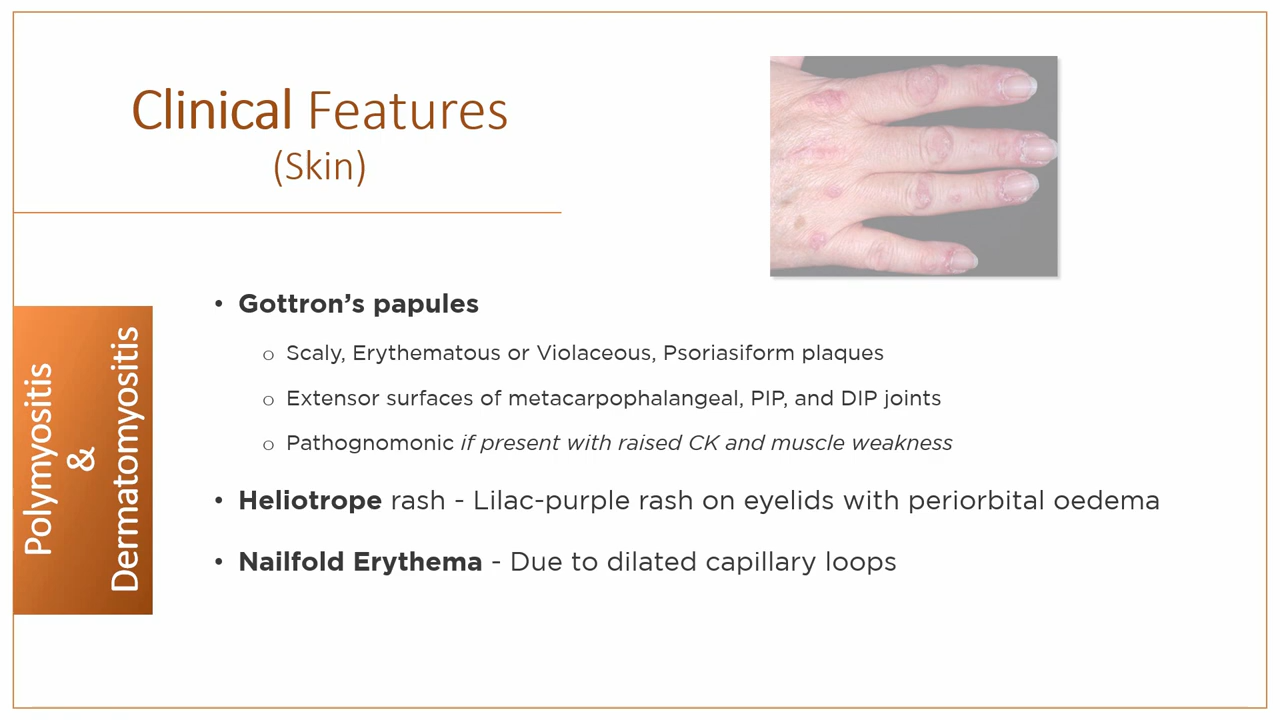 Clinical Features
(Skin)
Polymyositis
&
Dermatomyositis
• Gottron’s papules
o Scaly, Erythematous or Violaceous, Psoriasiform plaques
o Extensor surfaces of metacarpophalangeal, PIP, and DIP joints
o Pathognomonic if present with raised CK and muscle weakness
• Heliotrope rash - Lilac-purple rash on eyelids with periorbital oedema
• Nailfold Erythema - Due to dilated capillary loops